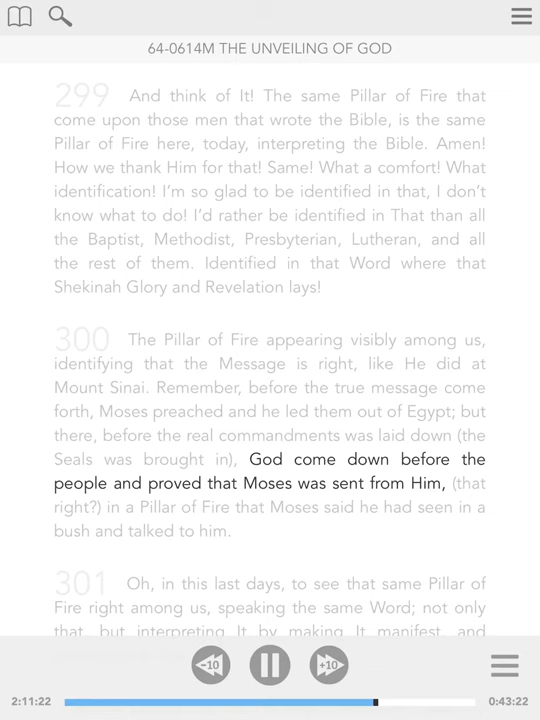 64-0614M THE UNVEILING OF GOD
299 And think of It! The same Pillar of Fire that
come upon those men that wrote the Bible, is the same
Pillar of Fire here, today, interpreting the Bible. Amen!
How we thank Him for that! Same! What a comfort! What
identification! I'm so glad to be identified in that, I don't
know what to do! I'd rather be identified in That than all
the Baptist, Methodist, Presbyterian, Lutheran, and all
the rest of them. Identified in that Word where that
Shekinah Glory and Revelation lays!
300 The Pillar of Fire appearing visibly among us,
identifying that the Message is right, like He did at
Mount Sinai. Remember, before the true message come
forth, Moses preached and he led them out of Egypt; but
there, before the real commandments was laid down (the
Seals was brought in), God come down before the
people and proved that Moses was sent from Him, (that
right?) in a Pillar of Fire that Moses said he had seen in a
bush and talked to him.
301 Oh, in this last days, to see that same Pillar of
Fire right among us, speaking the same Word; not only
that, but interpreting It by making It manifest, and
-10
+10
2:11:22
0:43:22